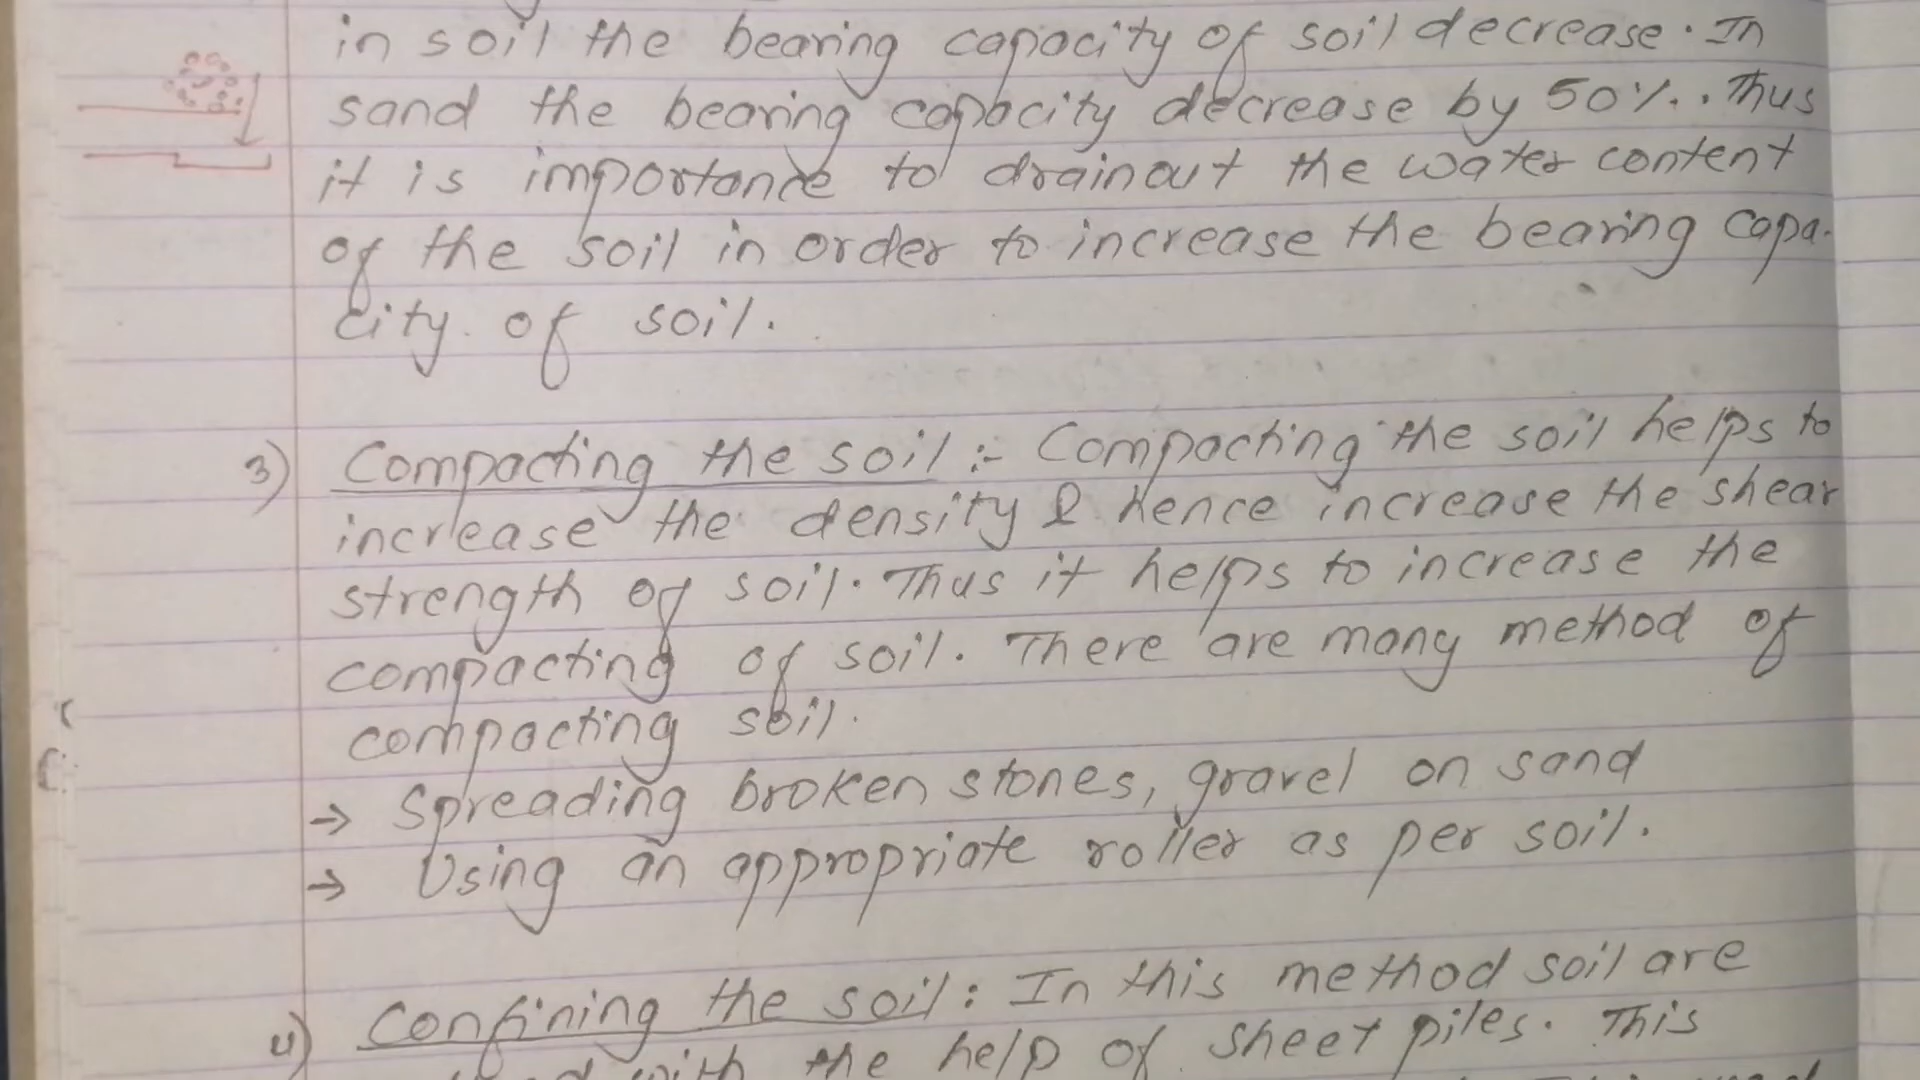 in soil the bearing capacity of soil decrease. In
sand the bearing capacity decrease by 50%. Thus
it is importance to drainout the water content
of the soil in order to increase the bearing capa-
city of soil.
3) Compacting the soil :- Compacting the soil helps to
increase the density & hence increase the shear
strength of soil. Thus it helps to increase the
compacting of soil. There are many method of
compacting soil.
→ Spreading broken stones, gravel on sand
→ Using an appropriate roller as per soil.
4) Confining the soil: In this method soil are
with the help of sheet piles. This